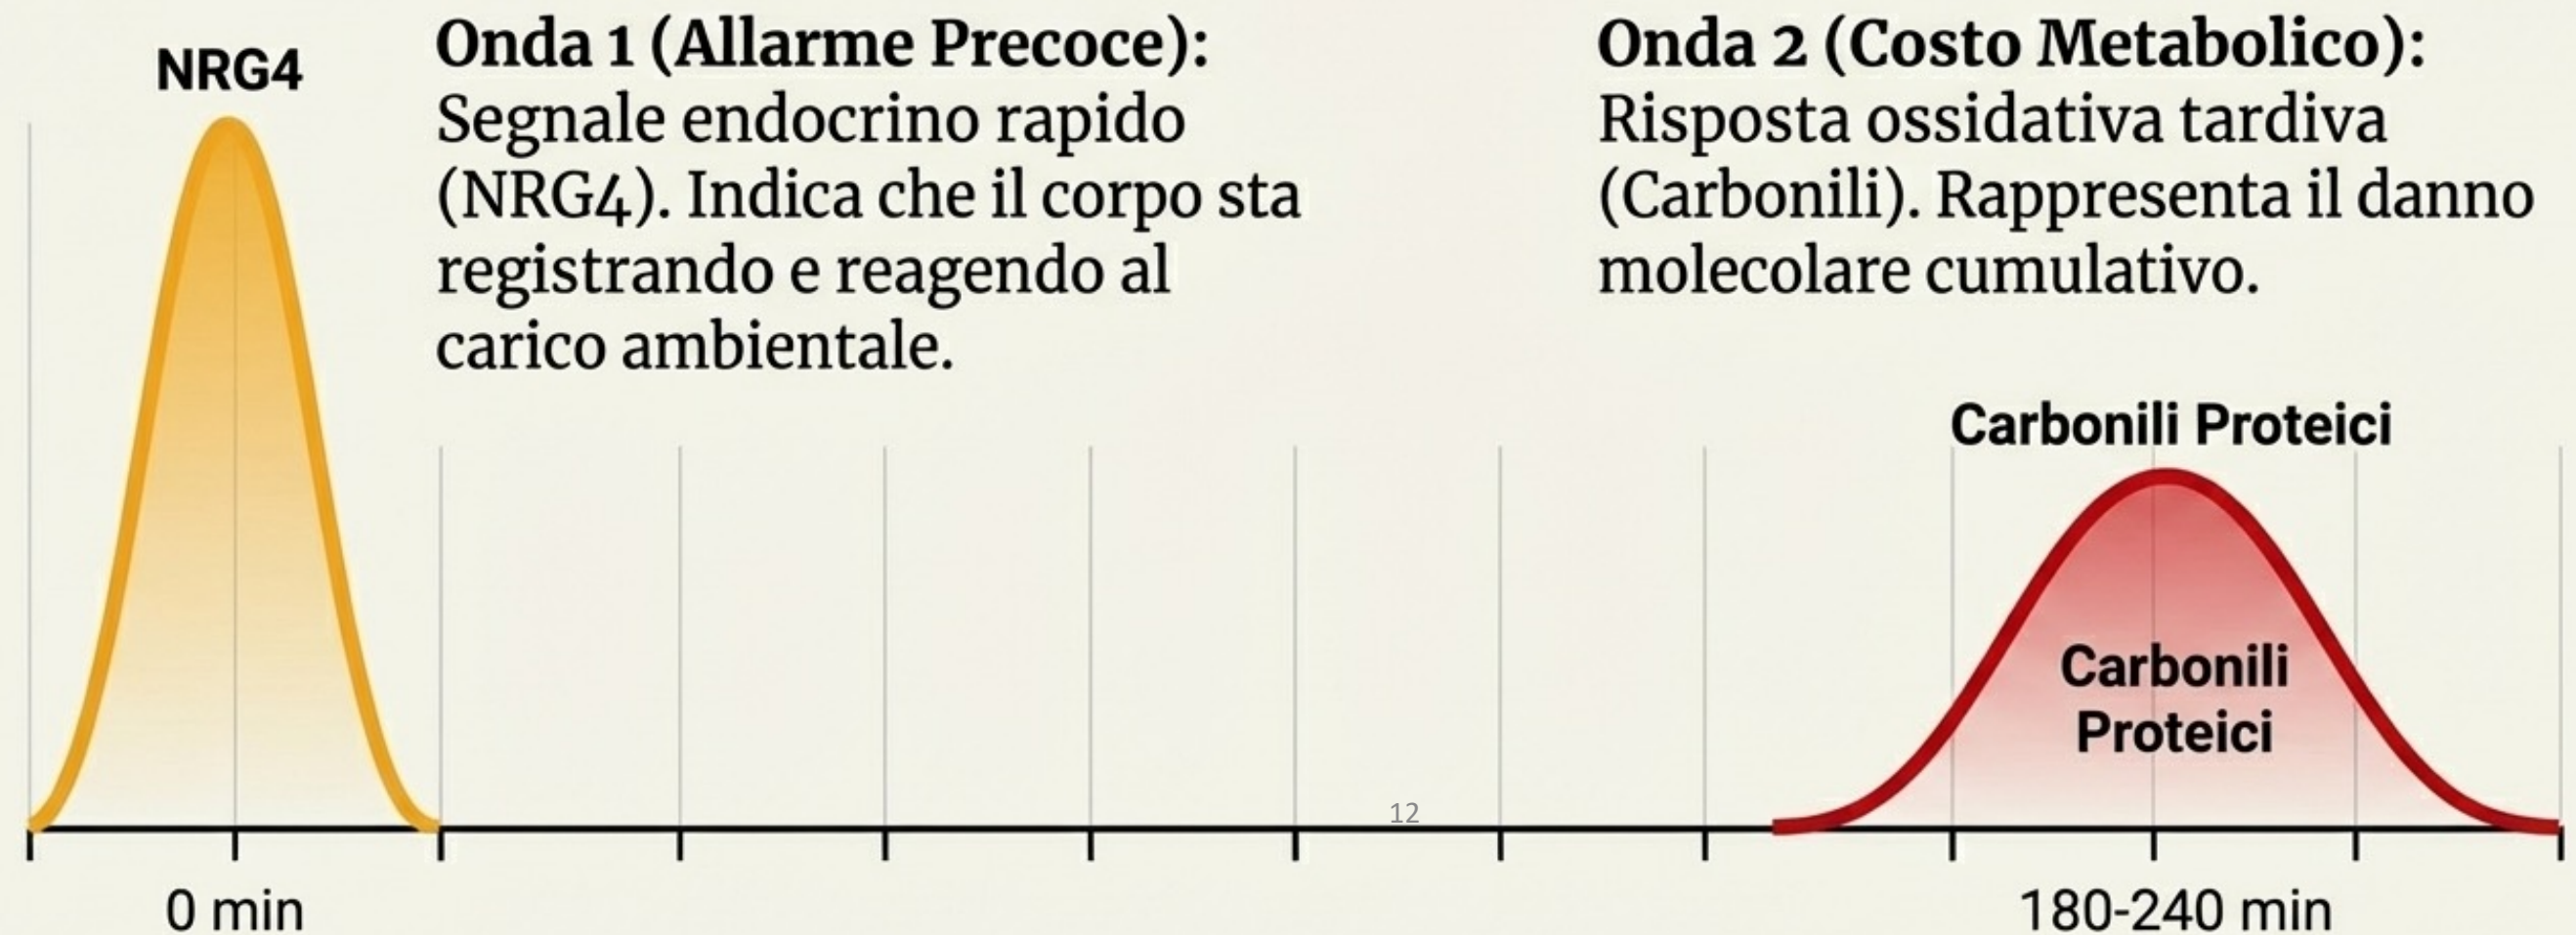 NRG4
Onda 1 (Allarme Precoce):
Segnale endocrino rapido
(NRG4). Indica che il corpo sta
registrando e reagendo al
carico ambientale.
Onda 2 (Costo Metabolico):
Risposta ossidativa tardiva
(Carbonili). Rappresenta il danno
molecolare cumulativo.
Carbonili Proteici
Carbonili
Proteici
12
0 min
180-240 min